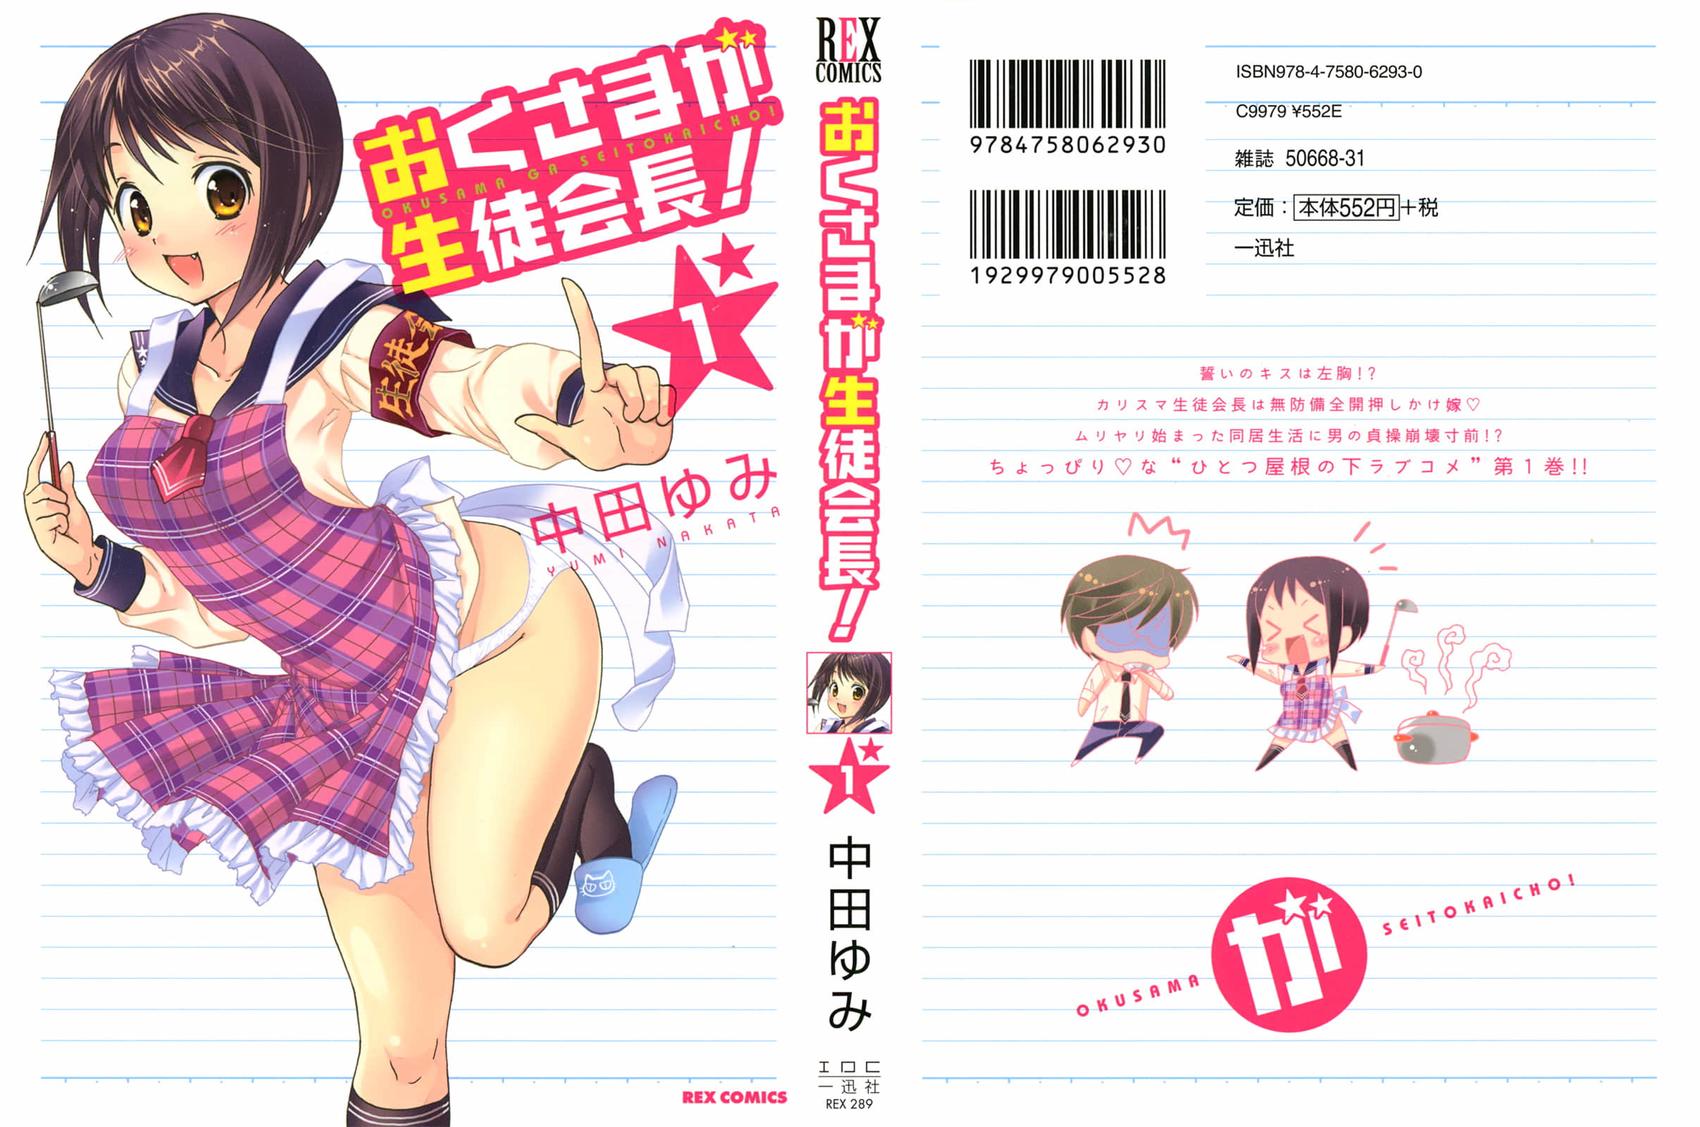 おくさまが
OKUSAMA GA SEITOKAICHO!
生徒会長!
1
生徒会
中田ゆみ
YUMI NAKATA
REX COMICS
REX
COMICS
おくさまが生徒会長!
1
中田ゆみ
一迅社
REX 289
9784758062930
1929979005528
ISBN978-4-7580-6293-0
C9979 ¥552E
雑誌 50668-31
定価:本体552円+税
一迅社
誓いのキスは左胸!?
カリスマ生徒会長は無防備全開押しかけ嫁♡
ムリヤリ始まった同居生活に男の貞操崩壊寸前!?
ちょっぴり♡な“ひとつ屋根の下ラブコメ”第1巻!!
OKUSAMA が SEITOKAICHO!